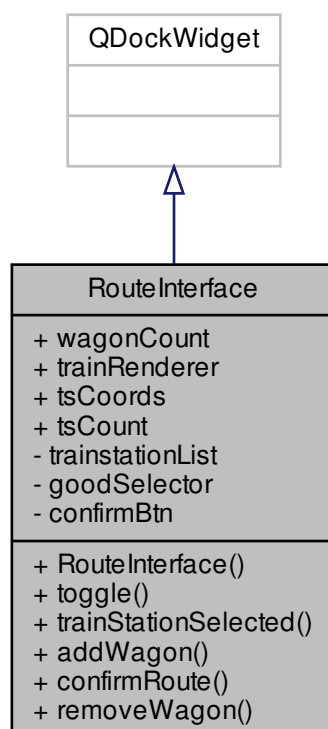 QDockWidget
RouteInterface
+ wagonCount
+ trainRenderer
+ tsCoords
+ tsCount
- trainstationList
- goodSelector
- confirmBtn
+ RouteInterface()
+ toggle()
+ trainStationSelected()
+ addWagon()
+ confirmRoute()
+ removeWagon()